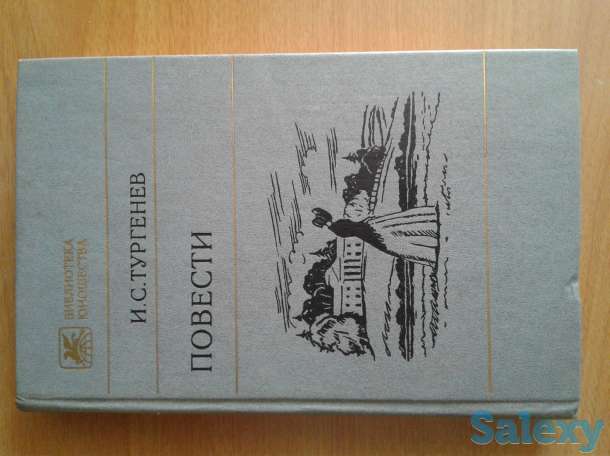 БИБЛИОТЕКА
ЮНОШЕСТВА
И.С.ТУРГЕНЕВ
ПОВЕСТИ
Salexy